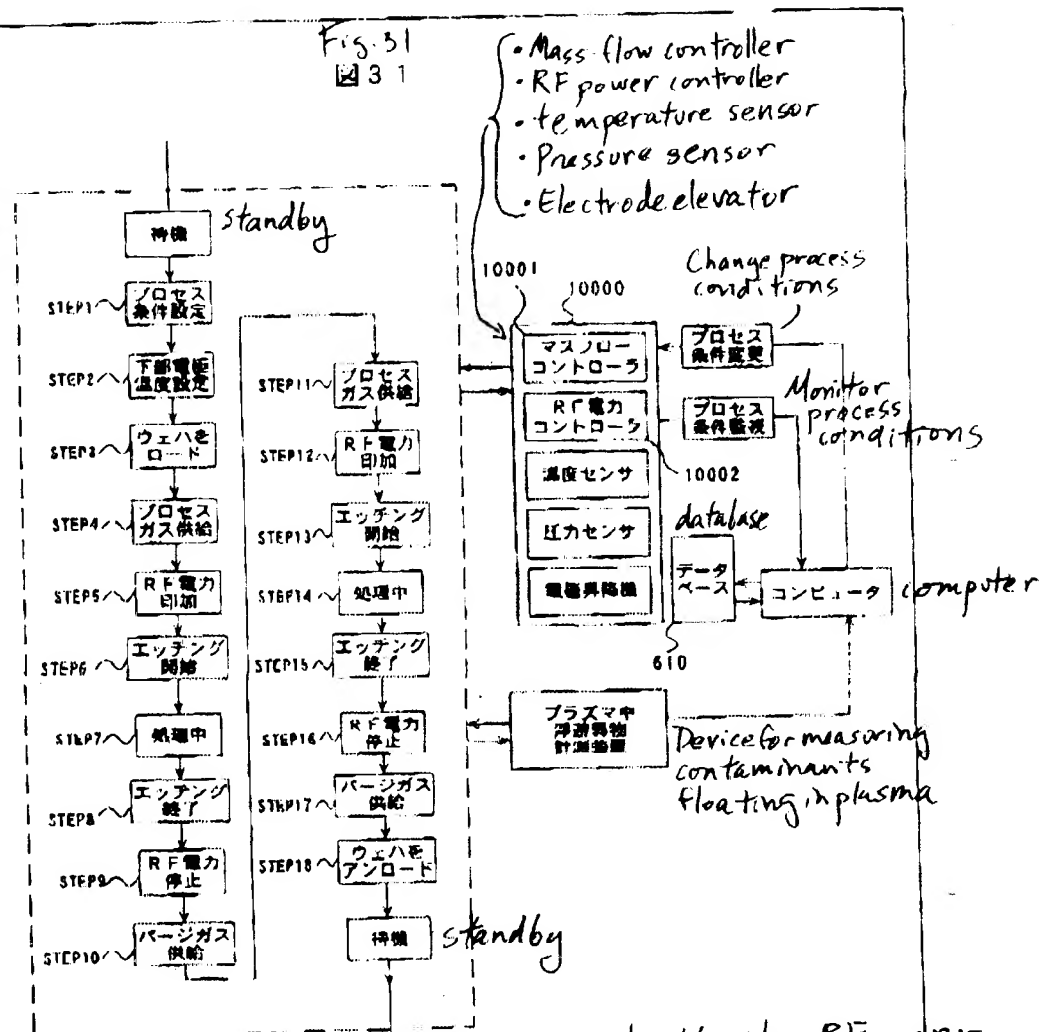 Fig. 31
図31
• Mass flow controller
• RF power controller
• temperature sensor
• Pressure sensor
• Electrode elevator
待機
standby
STEP1
プロセス
条件設定
STEP2
下部電極
温度設定
STEP3
ウェハを
ロード
STEP4
プロセス
ガス供給
STEP5
RF電力
印加
STEP6
エッチング
開始
STEP7
処理中
STEP8
エッチング
終了
STEP9
RF電力
停止
STEP10
パージガス
供給
STEP11
プロセス
ガス供給
STEP12
RF電力
印加
STEP13
エッチング
開始
STEP14
処理中
STEP15
エッチング
終了
STEP16
RF電力
停止
STEP17
パージガス
供給
STEP18
ウェハを
アンロード
待機
standby
10001
10000
マスフロー
コントローラ
RF電力
コントローラ
10002
温度センサ
圧力センサ
電極昇降機
Change process
conditions
プロセス
条件変更
Monitor
process
conditions
プロセス
条件監視
database
データ
ベース
610
コンピュータ
computer
プラズマ中
浮遊異物
計測装置
Device for measuring
contaminants
floating in plasma